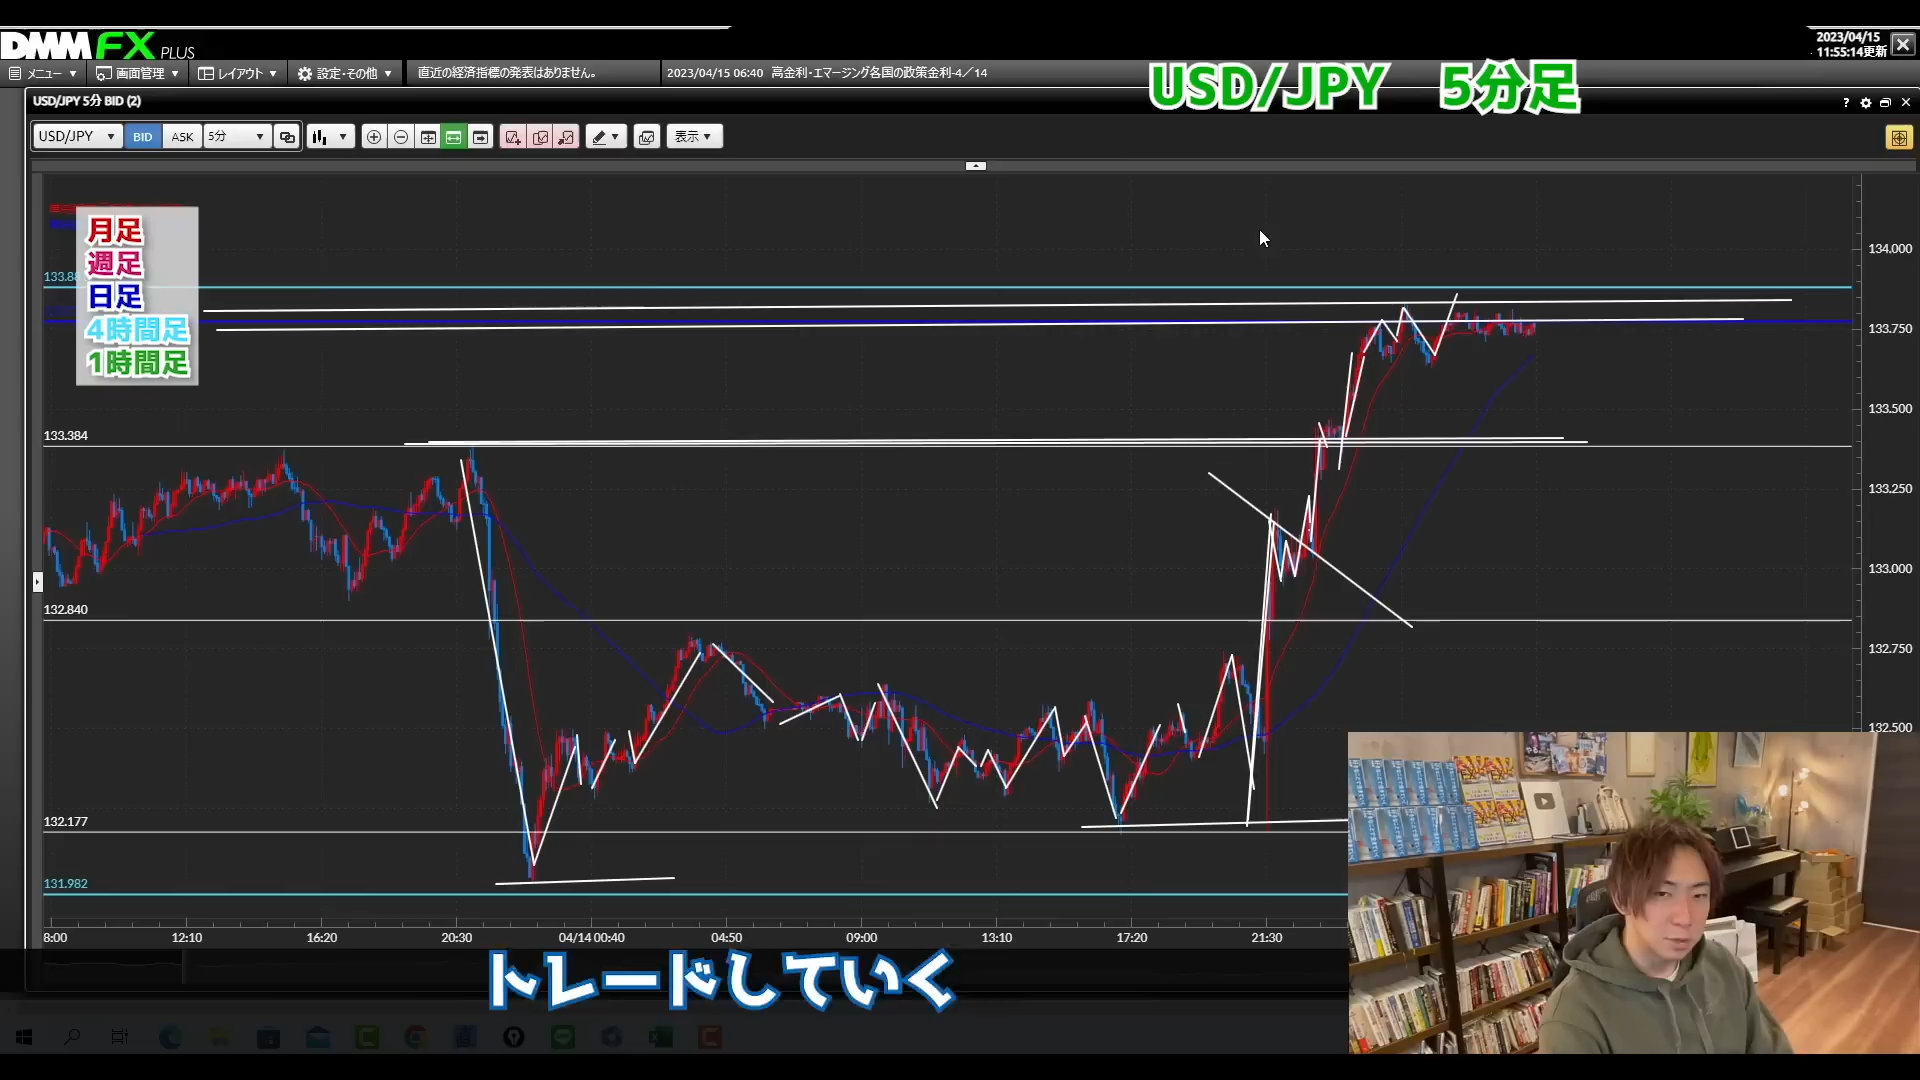 DMM FX PLUS
2023/04/15
11:55:14更新
メニュー
画面管理
レイアウト
設定・その他
直近の経済指標の発表はありません。
2023/04/15 06:40 高金利・エマージング各国の政策金利-4/14
USD/JPY 5分足
USD/JPY 5分 BID (2)
USD/JPY
BID
ASK
5分
表示
月足
週足
日足
4時間足
1時間足
133.88
133.384
132.840
132.177
131.982
134.000
133.750
133.500
133.250
133.000
132.750
132.500
8:00
12:10
16:20
20:30
04/14 00:40
04:50
09:00
13:10
17:20
21:30
トレードしていく